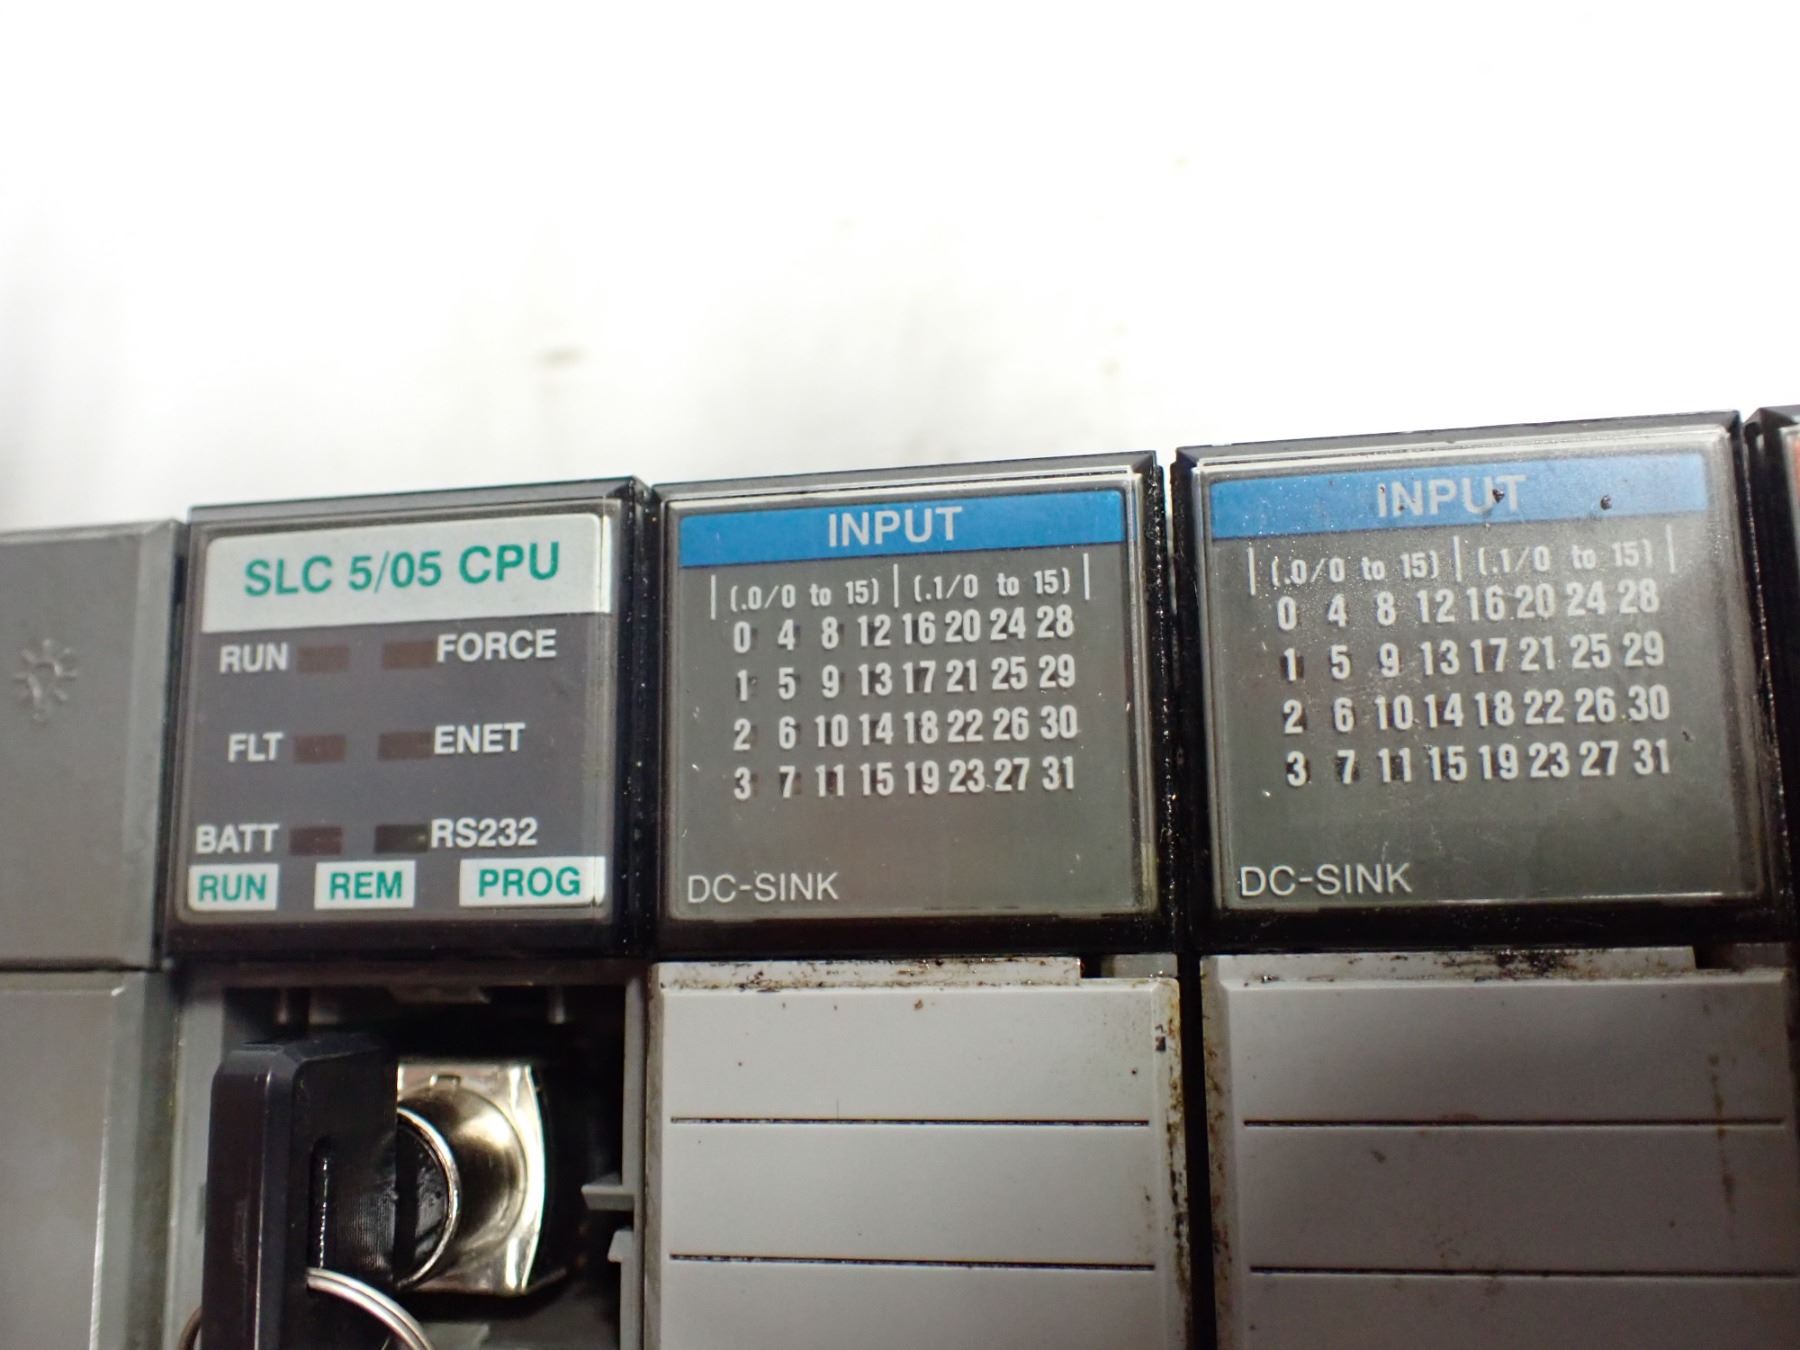 SLC 5/05 CPU
RUN FORCE
FLT ENET
BATT RS232
RUN REM PROG
INPUT
(.0/0 to 15) (.1/0 to 15)
0 4 8 12 16 20 24 28
1 5 9 13 17 21 25 29
2 6 10 14 18 22 26 30
3 7 11 15 19 23 27 31
DC-SINK
INPUT
(.0/0 to 15) (.1/0 to 15)
0 4 8 12 16 20 24 28
1 5 9 13 17 21 25 29
2 6 10 14 18 22 26 30
3 7 11 15 19 23 27 31
DC-SINK